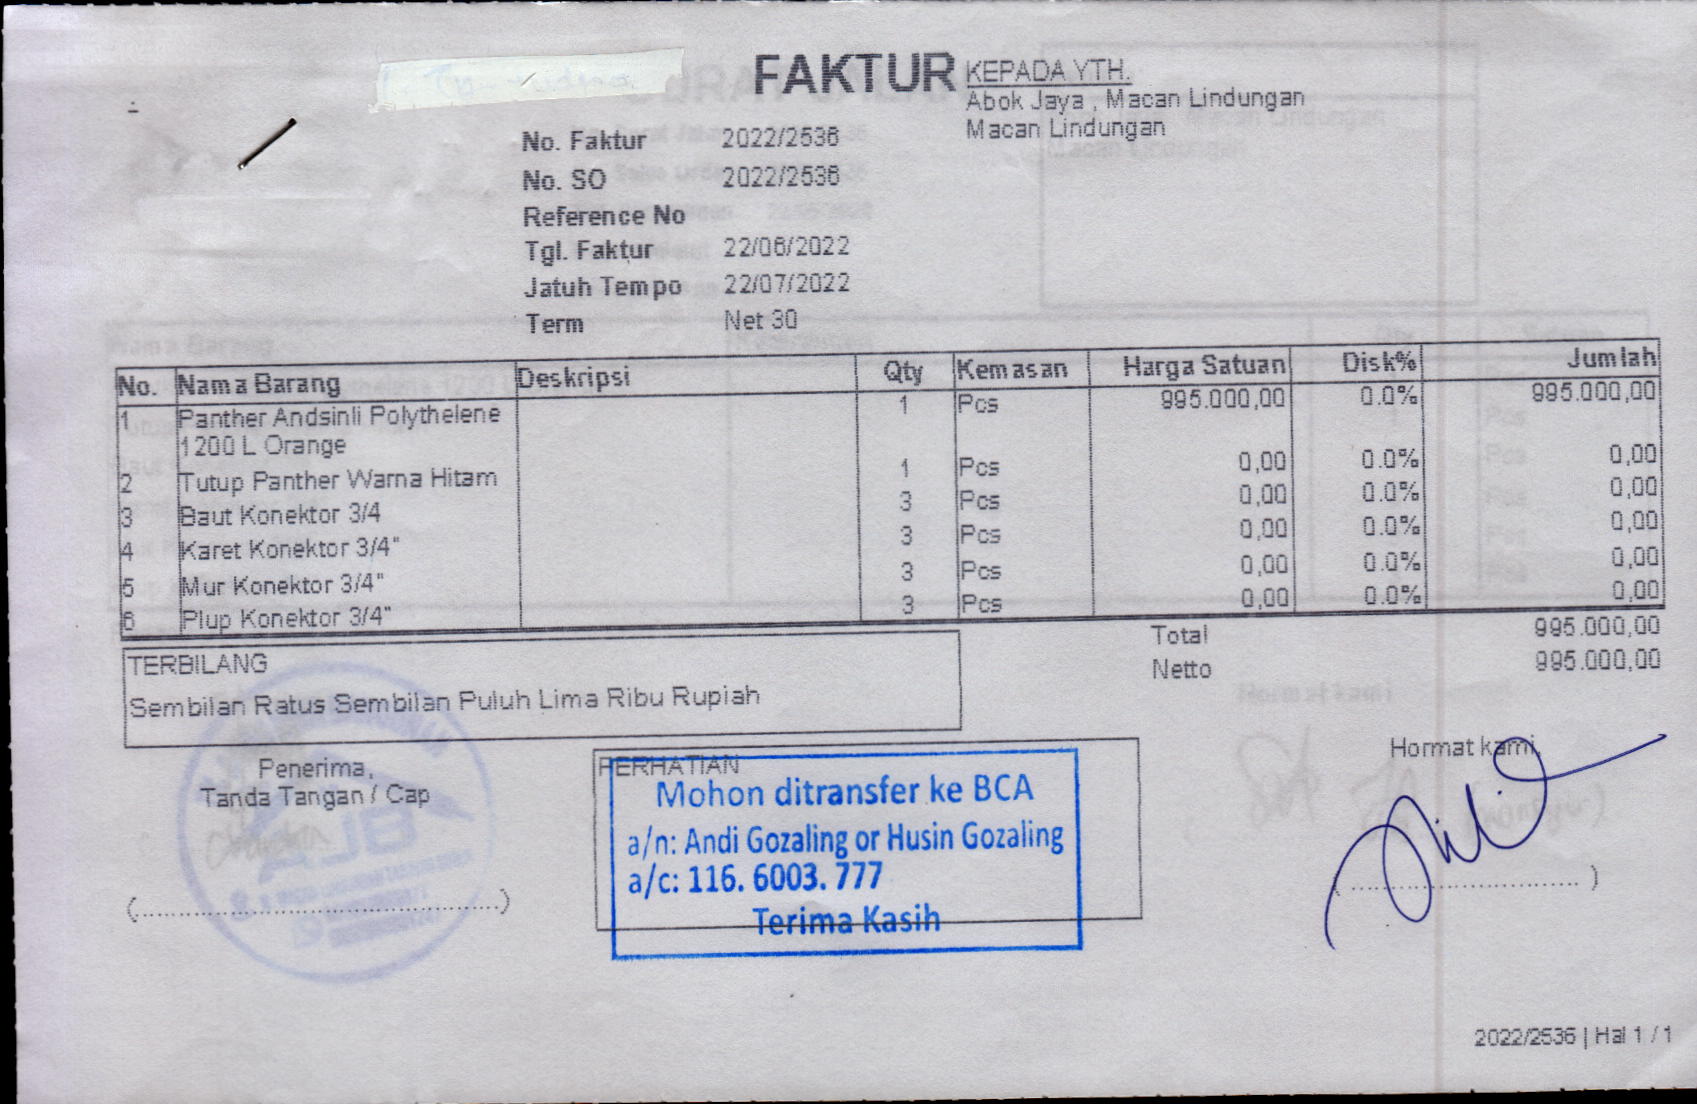 FAKTUR
KEPADA YTH.
Abok Jaya , Macan Lindungan
Macan Lindungan
No. Faktur 2022/2536
No. SO 2022/2536
Reference No
Tgl. Faktur 22/06/2022
Jatuh Tempo 22/07/2022
Term Net 30
No. Nama Barang Deskripsi Qty Kemasan Harga Satuan Disk% Jumlah
1 Panther Andsinli Polythelene 1 Pcs 995.000,00 0.0% 995.000,00
1200 L Orange
2 Tutup Panther Warna Hitam 1 Pcs 0,00 0.0% 0,00
3 Baut Konektor 3/4 3 Pcs 0,00 0.0% 0,00
4 Karet Konektor 3/4" 3 Pcs 0,00 0.0% 0,00
5 Mur Konektor 3/4" 3 Pcs 0,00 0.0% 0,00
6 Plup Konektor 3/4" 3 Pcs 0,00 0.0% 0,00
Total 995.000,00
Netto 995.000,00
TERBILANG
Sembilan Ratus Sembilan Puluh Lima Ribu Rupiah
Penerima,
Tanda Tangan / Cap
(....................................................)
AJB
PERHATIAN
Mohon ditransfer ke BCA
a/n: Andi Gozaling or Husin Gozaling
a/c: 116. 6003. 777
Terima Kasih
Hormat kami,
( ................................ )
2022/2536 | Hal 1 / 1